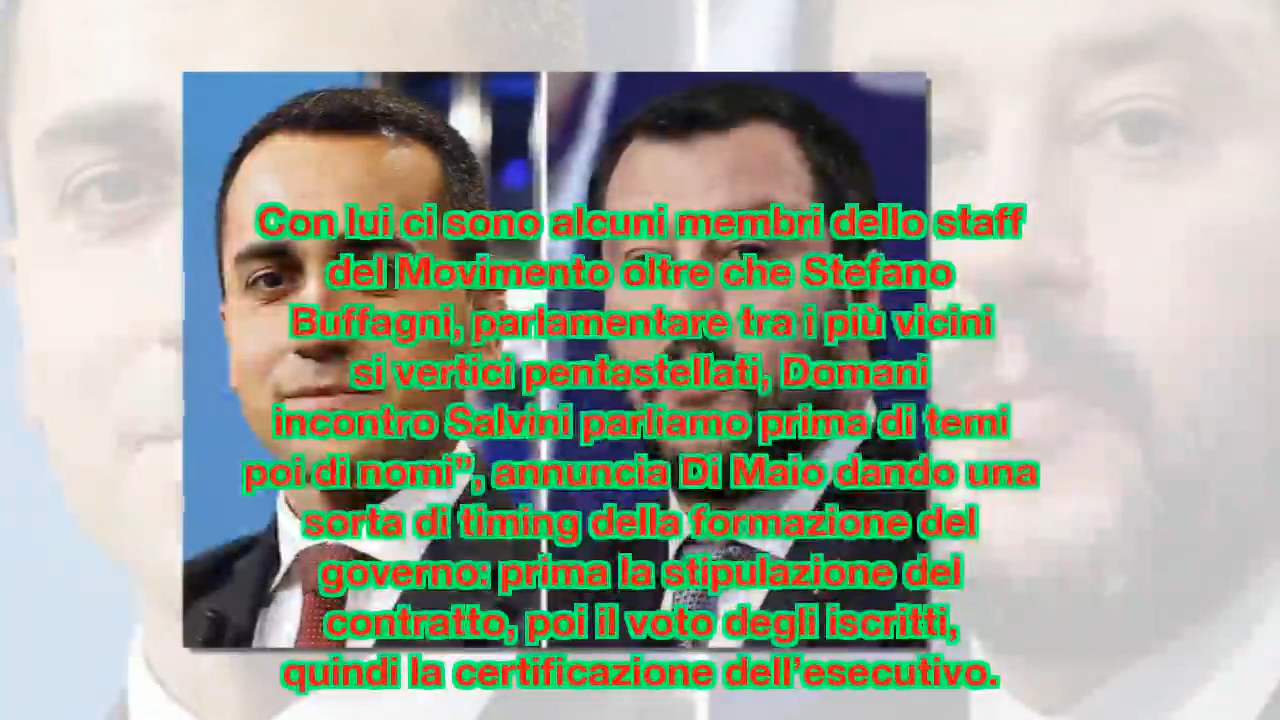 Con lui ci sono alcuni membri dello staff
del Movimento oltre che Stefano
Buffagni, parlamentare tra i più vicini
si vertici pentastellati, Domani
incontro Salvini parliamo prima di temi
poi di nomi”, annuncia Di Maio dando una
sorta di timing della formazione del
governo: prima la stipulazione del
contratto, poi il voto degli iscritti,
quindi la certificazione dell’esecutivo.